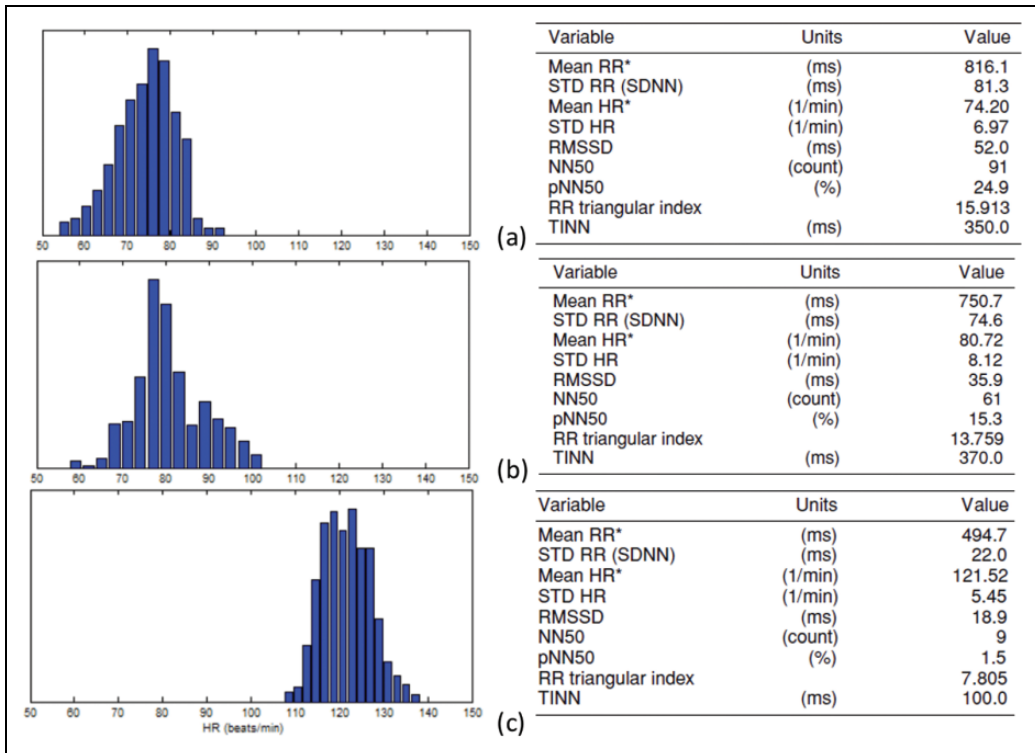 50 60 70 80 90 100 110 120 130 140 150
(a)
Variable Units Value
Mean RR* (ms) 816.1
STD RR (SDNN) (ms) 81.3
Mean HR* (1/min) 74.20
STD HR (1/min) 6.97
RMSSD (ms) 52.0
NN50 (count) 91
pNN50 (%) 24.9
RR triangular index 15.913
TINN (ms) 350.0
50 60 70 80 90 100 110 120 130 140 150
(b)
Variable Units Value
Mean RR* (ms) 750.7
STD RR (SDNN) (ms) 74.6
Mean HR* (1/min) 80.72
STD HR (1/min) 8.12
RMSSD (ms) 35.9
NN50 (count) 61
pNN50 (%) 15.3
RR triangular index 13.759
TINN (ms) 370.0
50 60 70 80 90 100 110 120 130 140 150
HR (beats/min)
(c)
Variable Units Value
Mean RR* (ms) 494.7
STD RR (SDNN) (ms) 22.0
Mean HR* (1/min) 121.52
STD HR (1/min) 5.45
RMSSD (ms) 18.9
NN50 (count) 9
pNN50 (%) 1.5
RR triangular index 7.805
TINN (ms) 100.0